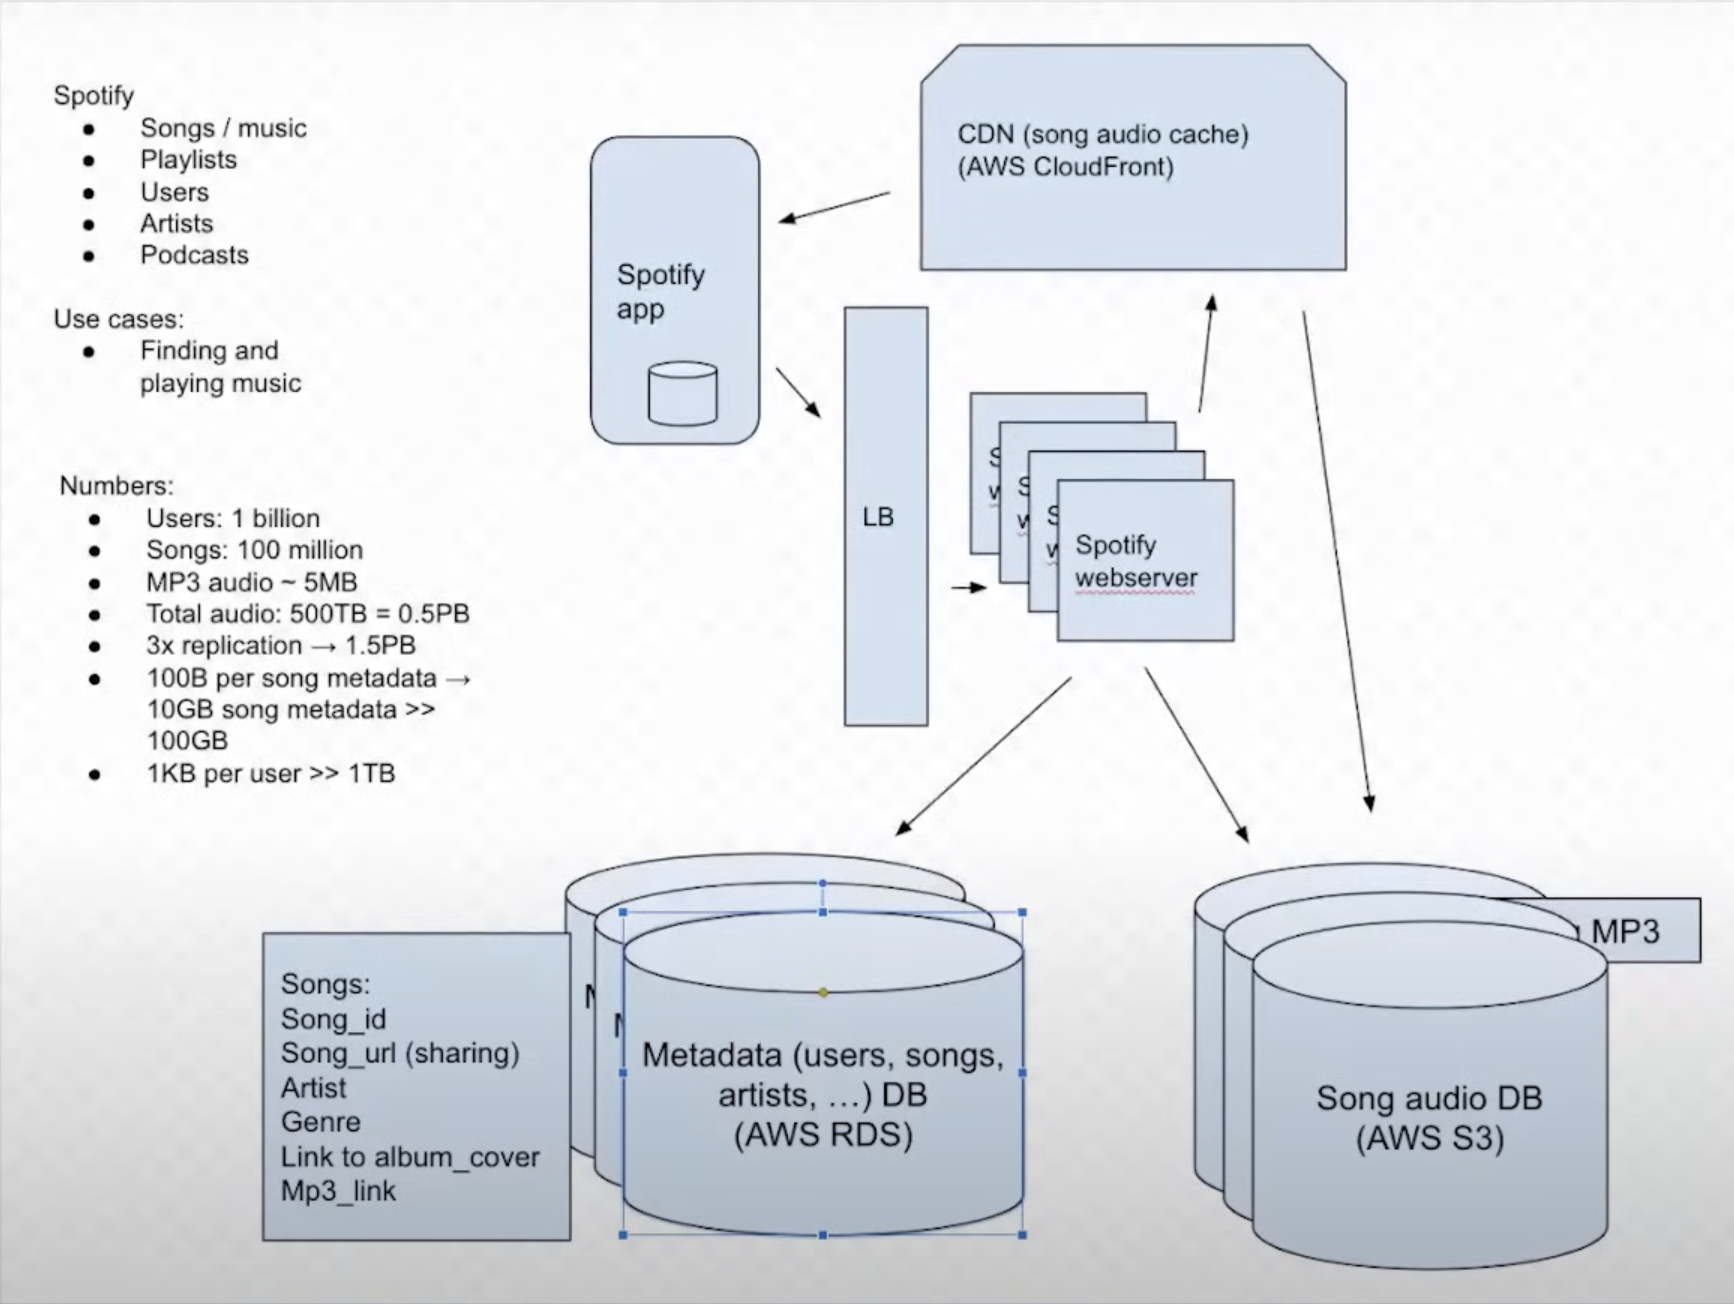 Spotify
● Songs / music
● Playlists
● Users
● Artists
● Podcasts
Use cases:
● Finding and
playing music
Numbers:
● Users: 1 billion
● Songs: 100 million
● MP3 audio ~ 5MB
● Total audio: 500TB = 0.5PB
● 3x replication → 1.5PB
● 100B per song metadata →
10GB song metadata >>
100GB
● 1KB per user >> 1TB
Spotify
app
CDN (song audio cache)
(AWS CloudFront)
LB
S
w
S
w
S
w
Spotify
webserver
Songs:
Song_id
Song_url (sharing)
Artist
Genre
Link to album_cover
Mp3_link
Metadata (users, songs,
artists, …) DB
(AWS RDS)
MP3
Song audio DB
(AWS S3)